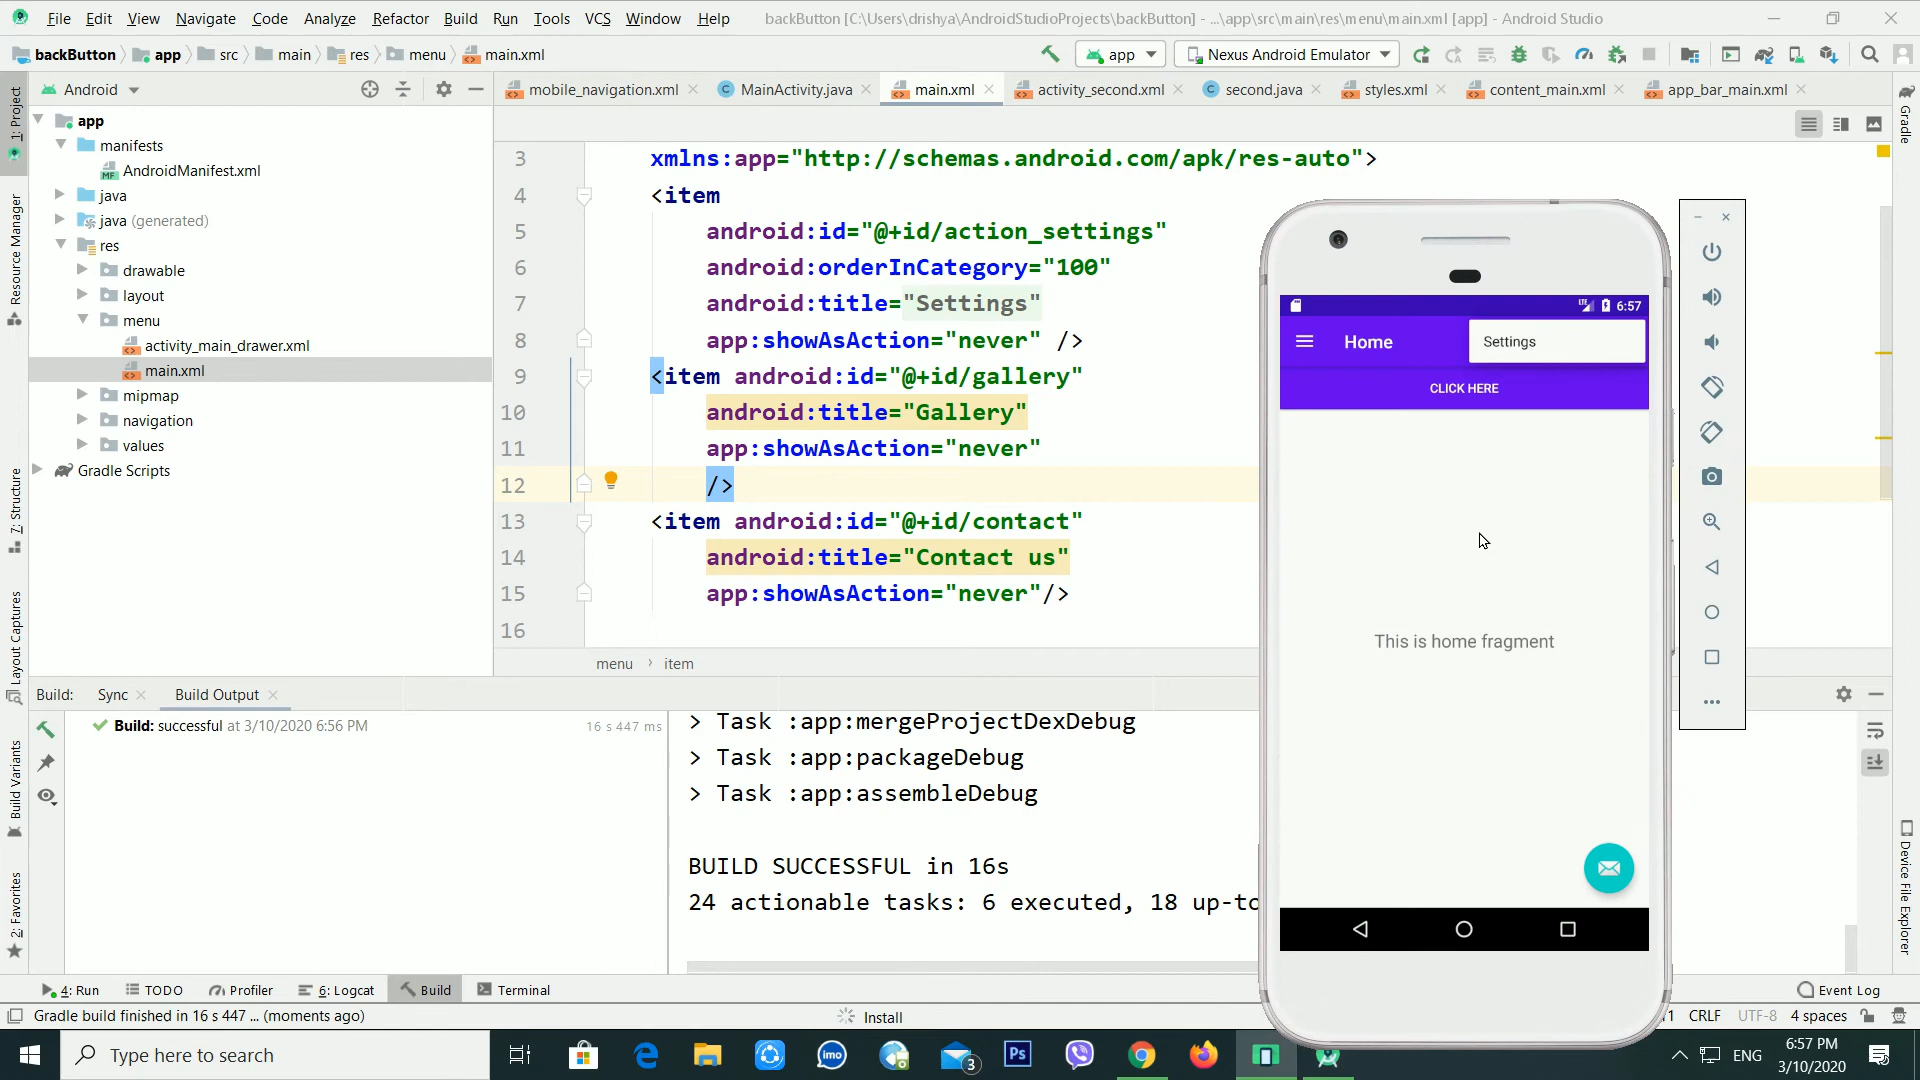 File Edit View Navigate Code Analyze Refactor Build Run Tools VCS Window Help backButton [C:\Users\drishya\AndroidStudioProjects\backButton] - ...\app\src\main\res\menu\main.xml [app] - Android Studio
backButton app src main res menu main.xml app Nexus Android Emulator
Android mobile_navigation.xml MainActivity.java main.xml activity_second.xml second.java styles.xml content_main.xml app_bar_main.xml
1: Project
Resource Manager
7: Structure
Layout Captures
Build Variants
2: Favorites
Gradle
Device File Explorer
app
manifests
AndroidManifest.xml
java
java (generated)
res
drawable
layout
menu
activity_main_drawer.xml
main.xml
mipmap
navigation
values
Gradle Scripts
3 xmlns:app="http://schemas.android.com/apk/res-auto">
4 <item
5 android:id="@+id/action_settings"
6 android:orderInCategory="100"
7 android:title="Settings"
8 app:showAsAction="never" />
9 <item android:id="@+id/gallery"
10 android:title="Gallery"
11 app:showAsAction="never"
12 />
13 <item android:id="@+id/contact"
14 android:title="Contact us"
15 app:showAsAction="never"/>
16
menu › item
LTE 6:57
Home Settings
CLICK HERE
This is home fragment
Build: Sync Build Output
Build: successful at 3/10/2020 6:56 PM 16 s 447 ms
> Task :app:mergeProjectDexDebug
> Task :app:packageDebug
> Task :app:assembleDebug
BUILD SUCCESSFUL in 16s
24 actionable tasks: 6 executed, 18 up-to
4: Run TODO Profiler 6: Logcat Build Terminal Event Log
Gradle build finished in 16 s 447 ... (moments ago) Install CRLF UTF-8 4 spaces
Type here to search imo 3 Ps ENG 6:57 PM
3/10/2020